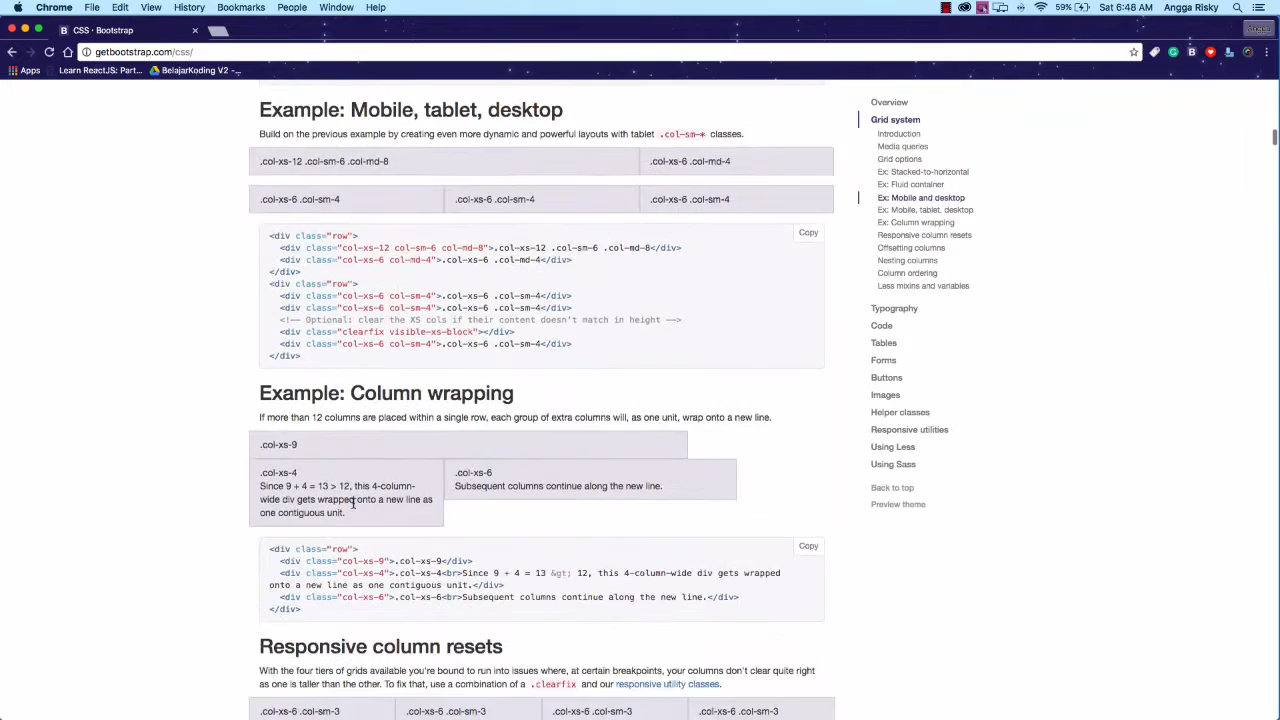 Chrome File Edit View History Bookmarks People Window Help
59% Sat 6:48 AM Angga Risky
CSS · Bootstrap
getbootstrap.com/css/
Apps Learn ReactJS: Part... BelajarKoding V2 -...
Example: Mobile, tablet, desktop
Build on the previous example by creating even more dynamic and powerful layouts with tablet .col-sm-* classes.
.col-xs-12 .col-sm-6 .col-md-8
.col-xs-6 .col-md-4
.col-xs-6 .col-sm-4
.col-xs-6 .col-sm-4
.col-xs-6 .col-sm-4
Copy
<div class="row">
<div class="col-xs-12 col-sm-6 col-md-8">.col-xs-12 .col-sm-6 .col-md-8</div>
<div class="col-xs-6 col-md-4">.col-xs-6 .col-md-4</div>
</div>
<div class="row">
<div class="col-xs-6 col-sm-4">.col-xs-6 .col-sm-4</div>
<div class="col-xs-6 col-sm-4">.col-xs-6 .col-sm-4</div>
<!-- Optional: clear the XS cols if their content doesn't match in height -->
<div class="clearfix visible-xs-block"></div>
<div class="col-xs-6 col-sm-4">.col-xs-6 .col-sm-4</div>
</div>
Example: Column wrapping
If more than 12 columns are placed within a single row, each group of extra columns will, as one unit, wrap onto a new line.
.col-xs-9
.col-xs-4
Since 9 + 4 = 13 > 12, this 4-column-
wide div gets wrapped onto a new line as
one contiguous unit.
.col-xs-6
Subsequent columns continue along the new line.
Copy
<div class="row">
<div class="col-xs-9">.col-xs-9</div>
<div class="col-xs-4">.col-xs-4<br>Since 9 + 4 = 13 &gt; 12, this 4-column-wide div gets wrapped
onto a new line as one contiguous unit.</div>
<div class="col-xs-6">.col-xs-6<br>Subsequent columns continue along the new line.</div>
</div>
Responsive column resets
With the four tiers of grids available you're bound to run into issues where, at certain breakpoints, your columns don't clear quite right
as one is taller than the other. To fix that, use a combination of a .clearfix and our responsive utility classes.
.col-xs-6 .col-sm-3
.col-xs-6 .col-sm-3
.col-xs-6 .col-sm-3
.col-xs-6 .col-sm-3
Overview
Grid system
Introduction
Media queries
Grid options
Ex: Stacked-to-horizontal
Ex: Fluid container
Ex: Mobile and desktop
Ex: Mobile, tablet, desktop
Ex: Column wrapping
Responsive column resets
Offsetting columns
Nesting columns
Column ordering
Less mixins and variables
Typography
Code
Tables
Forms
Buttons
Images
Helper classes
Responsive utilities
Using Less
Using Sass
Back to top
Preview theme